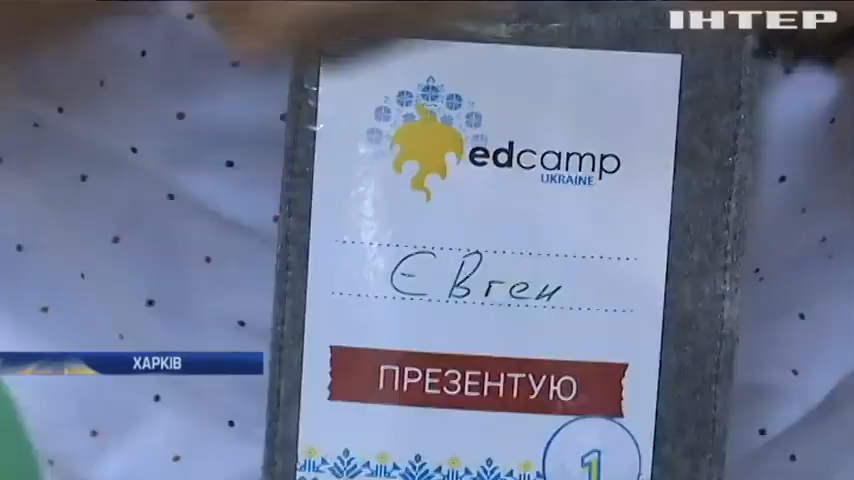 ІНТЕР
edcamp
UKRAINE
Євген
ХАРКІВ
ПРЕЗЕНТУЮ
1